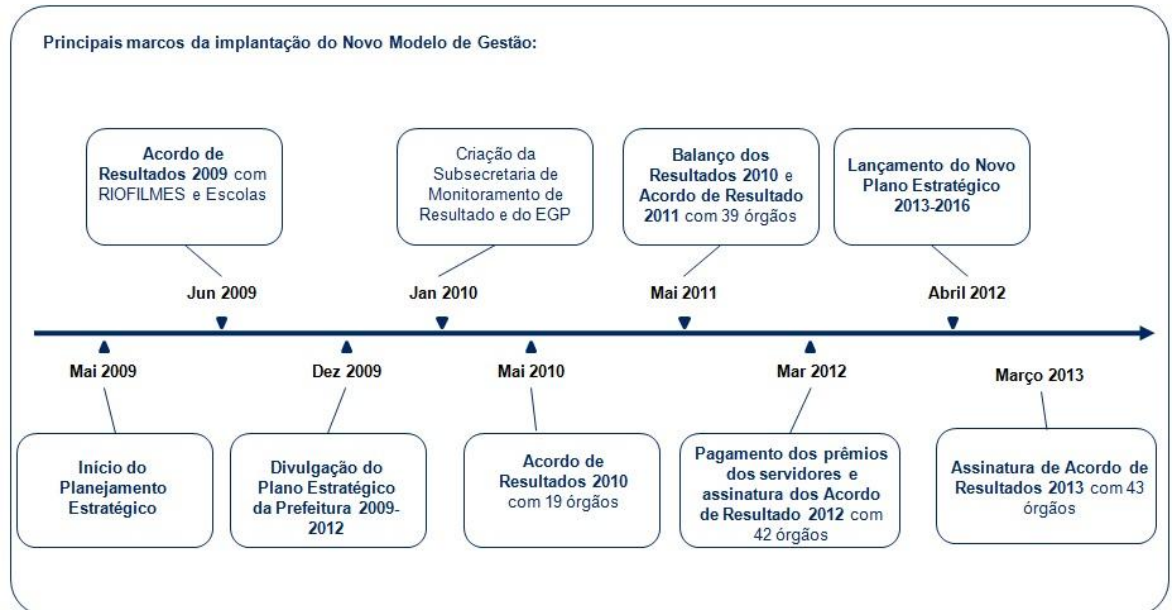 Principais marcos da implantação do Novo Modelo de Gestão:
Acordo de
Resultados 2009 com
RIOFILMES e Escolas
Criação da
Subsecretaria de
Monitoramento de
Resultado e do EGP
Balanço dos
Resultados 2010 e
Acordo de Resultado
2011 com 39 órgãos
Lançamento do Novo
Plano Estratégico
2013-2016
Jun 2009
Jan 2010
Mai 2011
Abril 2012
Mai 2009
Dez 2009
Mai 2010
Mar 2012
Março 2013
Início do
Planejamento
Estratégico
Divulgação do
Plano Estratégico
da Prefeitura 2009-
2012
Acordo de
Resultados 2010
com 19 órgãos
Pagamento dos prêmios
dos servidores e
assinatura dos Acordo
de Resultado 2012 com
42 órgãos
Assinatura de Acordo de
Resultados 2013 com 43
órgãos